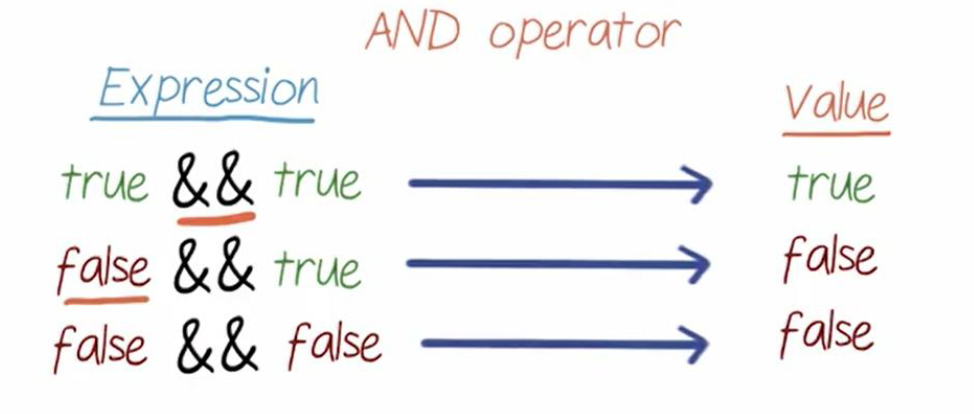 AND operator
Expression Value
true && true true
false && true false
false && false false